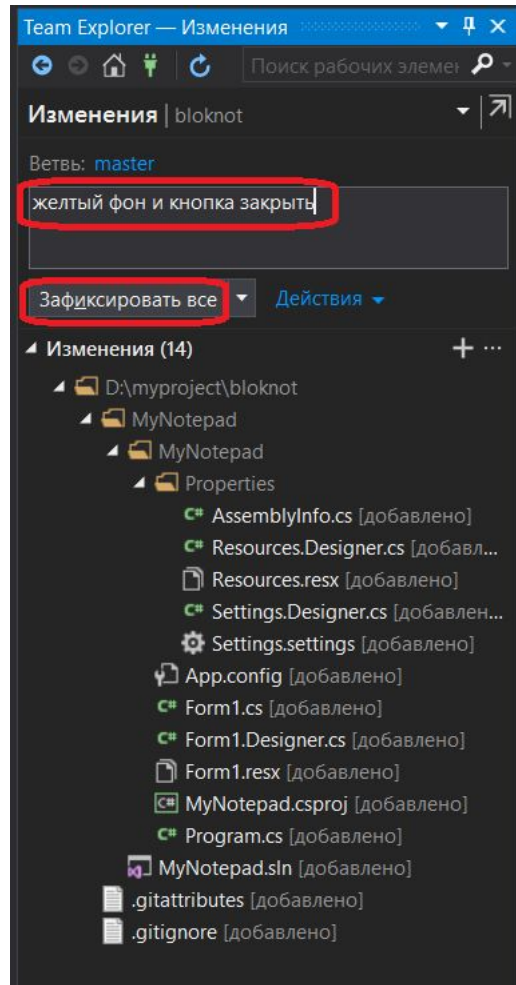 Team Explorer — Изменения
Поиск рабочих элемен
Изменения | bloknot
Ветвь: master
желтый фон и кнопка закрыть
Зафиксировать все Действия
Изменения (14)
D:\myproject\bloknot
MyNotepad
MyNotepad
Properties
C# AssemblyInfo.cs [добавлено]
C# Resources.Designer.cs [добавл...
Resources.resx [добавлено]
C# Settings.Designer.cs [добавлен...
Settings.settings [добавлено]
App.config [добавлено]
C# Form1.cs [добавлено]
C# Form1.Designer.cs [добавлено]
Form1.resx [добавлено]
C# MyNotepad.csproj [добавлено]
C# Program.cs [добавлено]
MyNotepad.sln [добавлено]
.gitattributes [добавлено]
.gitignore [добавлено]